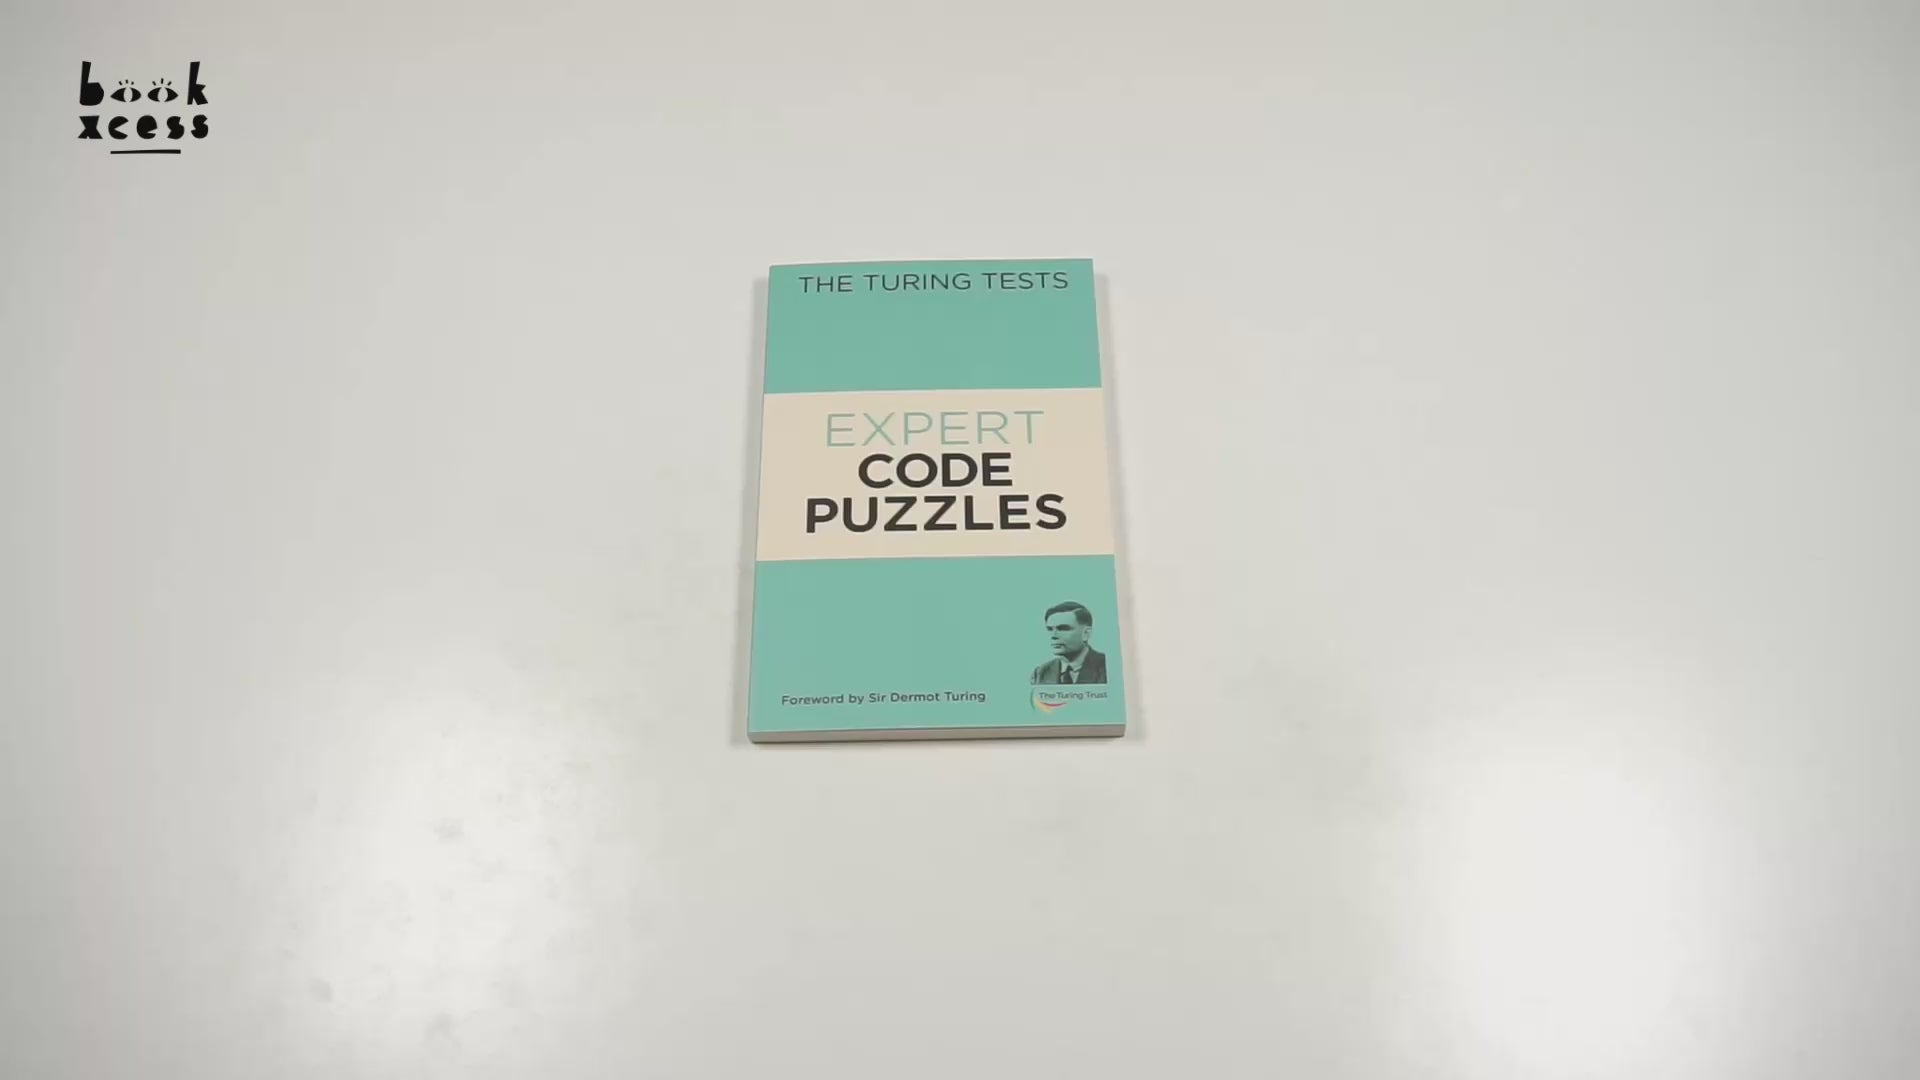 book
xcess
THE TURING TESTS
EXPERT
CODE
PUZZLES
Foreword by Sir Dermot Turing
The Turing Trust